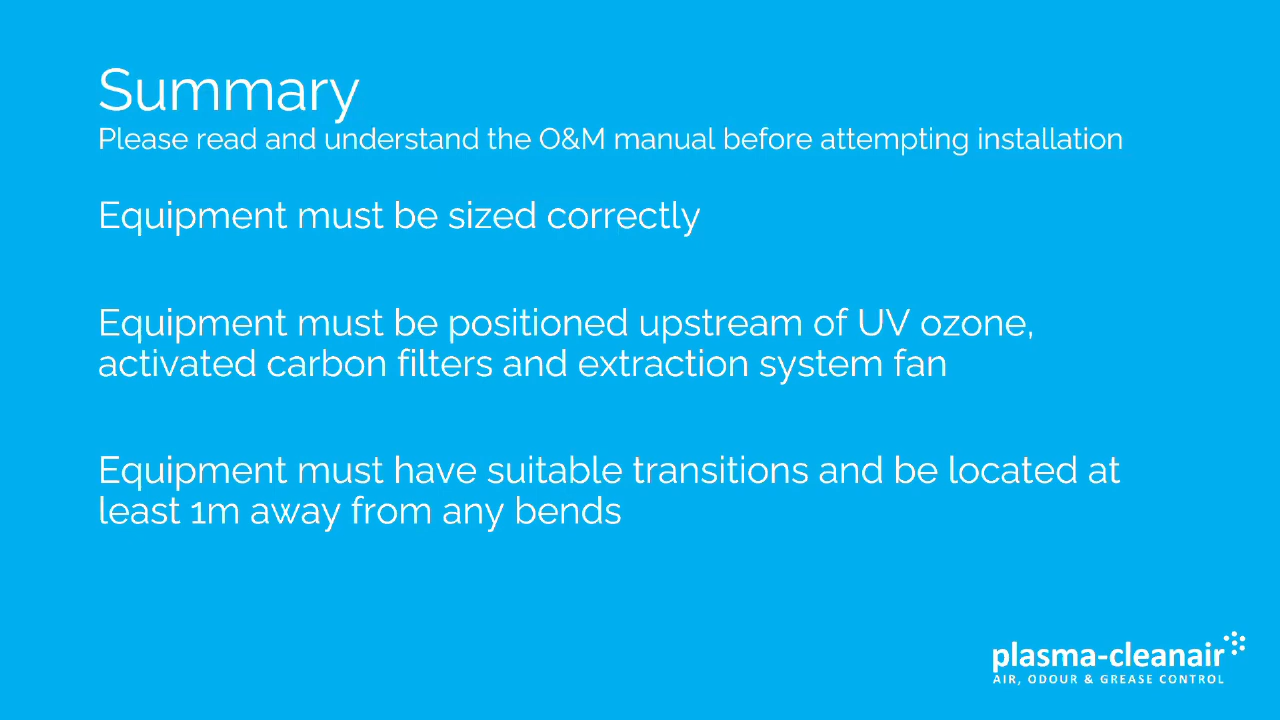 Summary
Please read and understand the O&M manual before attempting installation
Equipment must be sized correctly
Equipment must be positioned upstream of UV ozone,
activated carbon filters and extraction system fan
Equipment must have suitable transitions and be located at
least 1m away from any bends
plasma-cleanair
AIR, ODOUR & GREASE CONTROL